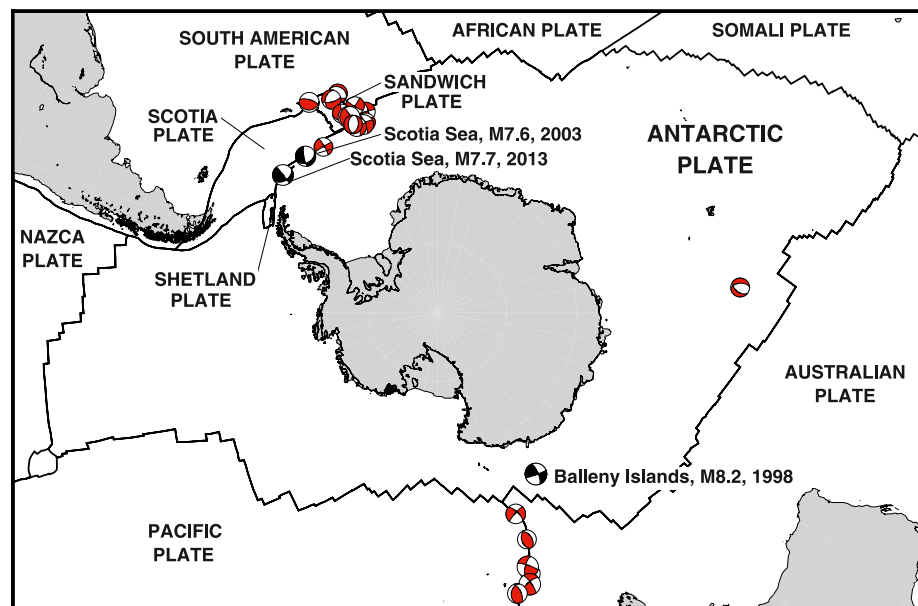 AFRICAN PLATE
SOMALI PLATE
SOUTH AMERICAN
PLATE
SANDWICH
PLATE
SCOTIA
PLATE
Scotia Sea, M7.6, 2003
Scotia Sea, M7.7, 2013
ANTARCTIC
PLATE
NAZCA
PLATE
SHETLAND
PLATE
AUSTRALIAN
PLATE
Balleny Islands, M8.2, 1998
PACIFIC
PLATE